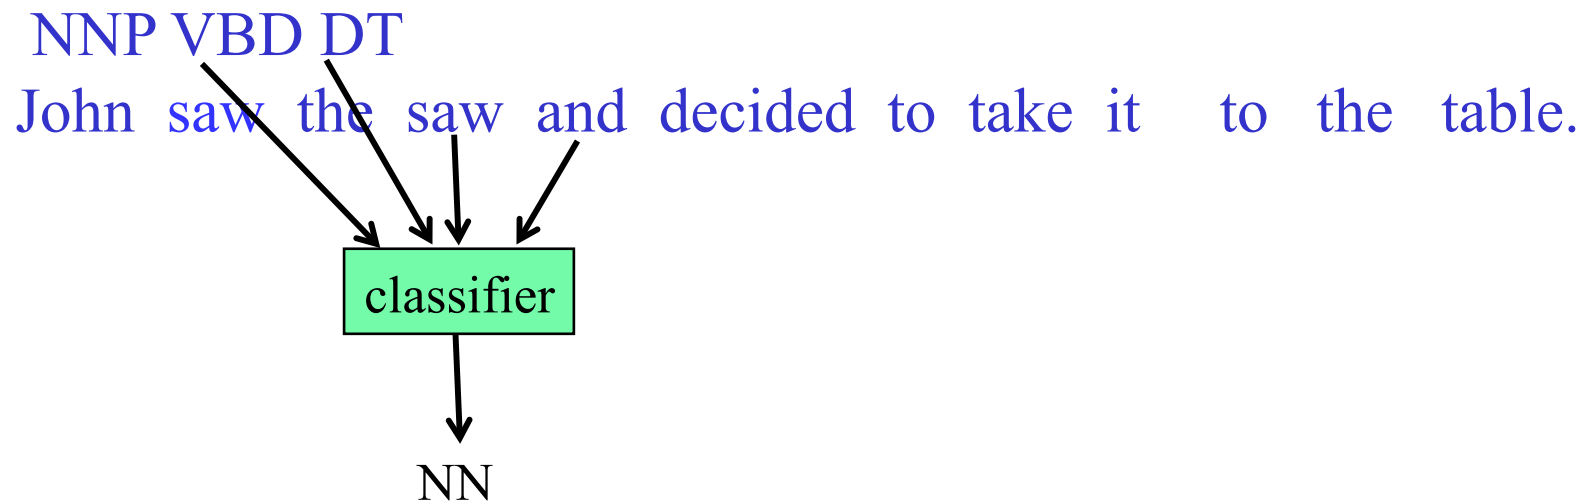 NNP VBD DT
John saw the saw and decided to take it to the table.
classifier
NN